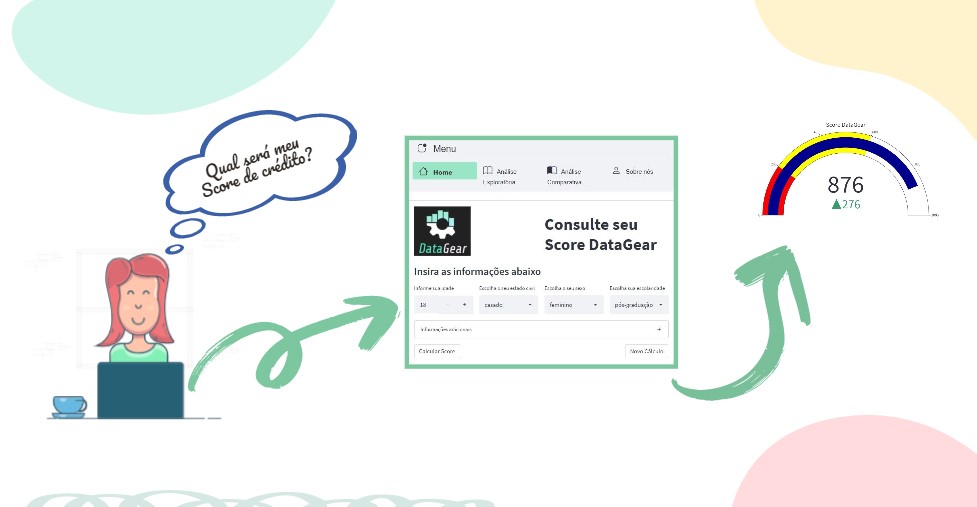 Qual será meu
Score de crédito?
Menu
Home
Análise
Exploratória
Análise
Comparativa
Sobre nós
DataGear
Consulte seu
Score DataGear
Insira as informações abaixo
Informe sua idade
Escolha o seu estado civil
Escolha o seu sexo
Escolha sua escolaridade
18
- +
casado
feminino
pós-graduação
Informações adicionais
+
Calcular Score
Novo Cálculo
Score DataGear
876
▲276